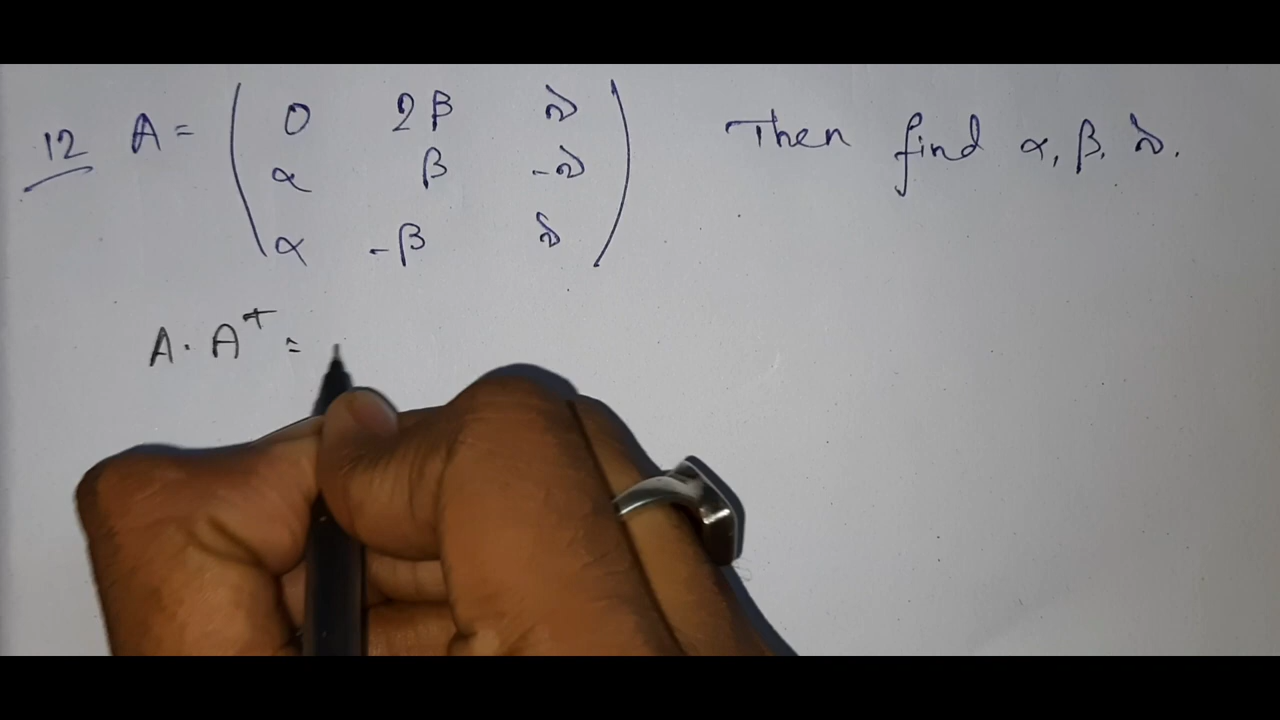 12 A = ( 0 2β γ ) Then find α, β, γ.
α β -γ
α -β γ
A · Aᵀ =